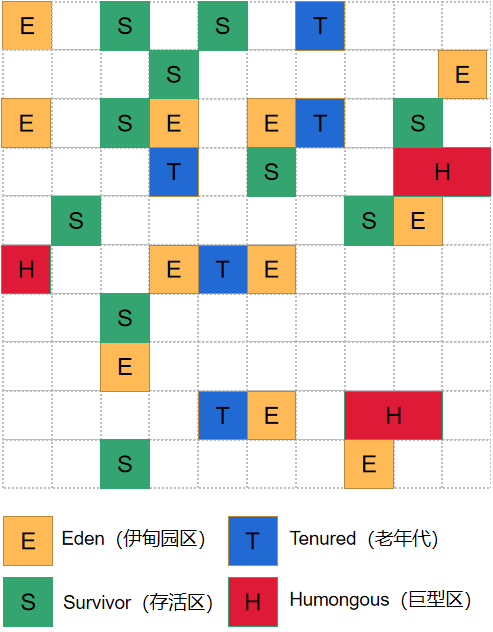 E S S T
S E
E S E E T S
T S H
S S E
H E T E
S
E
T E H
S E
E Eden（伊甸园区） T Tenured（老年代）
S Survivor（存活区） H Humongous（巨型区）